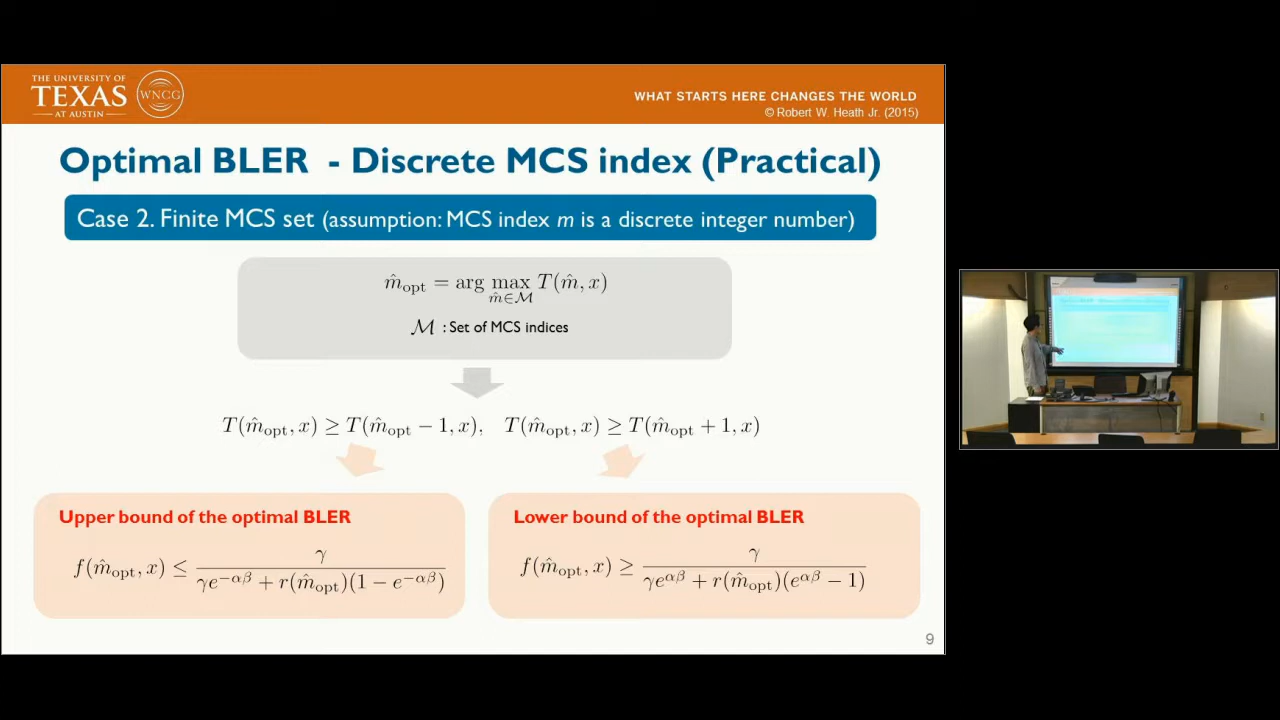 THE UNIVERSITY OF
TEXAS
AT AUSTIN
WNCG
WHAT STARTS HERE CHANGES THE WORLD
© Robert W. Heath Jr. (2015)
Optimal BLER - Discrete MCS index (Practical)
Case 2. Finite MCS set (assumption: MCS index m is a discrete integer number)
m̂_opt = arg max_{m̂∈ℳ} T(m̂, x)
ℳ : Set of MCS indices
T(m̂_opt, x) ≥ T(m̂_opt − 1, x), T(m̂_opt, x) ≥ T(m̂_opt + 1, x)
Upper bound of the optimal BLER
f(m̂_opt, x) ≤ γ / (γe^{−αβ} + r(m̂_opt)(1 − e^{−αβ}))
Lower bound of the optimal BLER
f(m̂_opt, x) ≥ γ / (γe^{αβ} + r(m̂_opt)(e^{αβ} − 1))
9